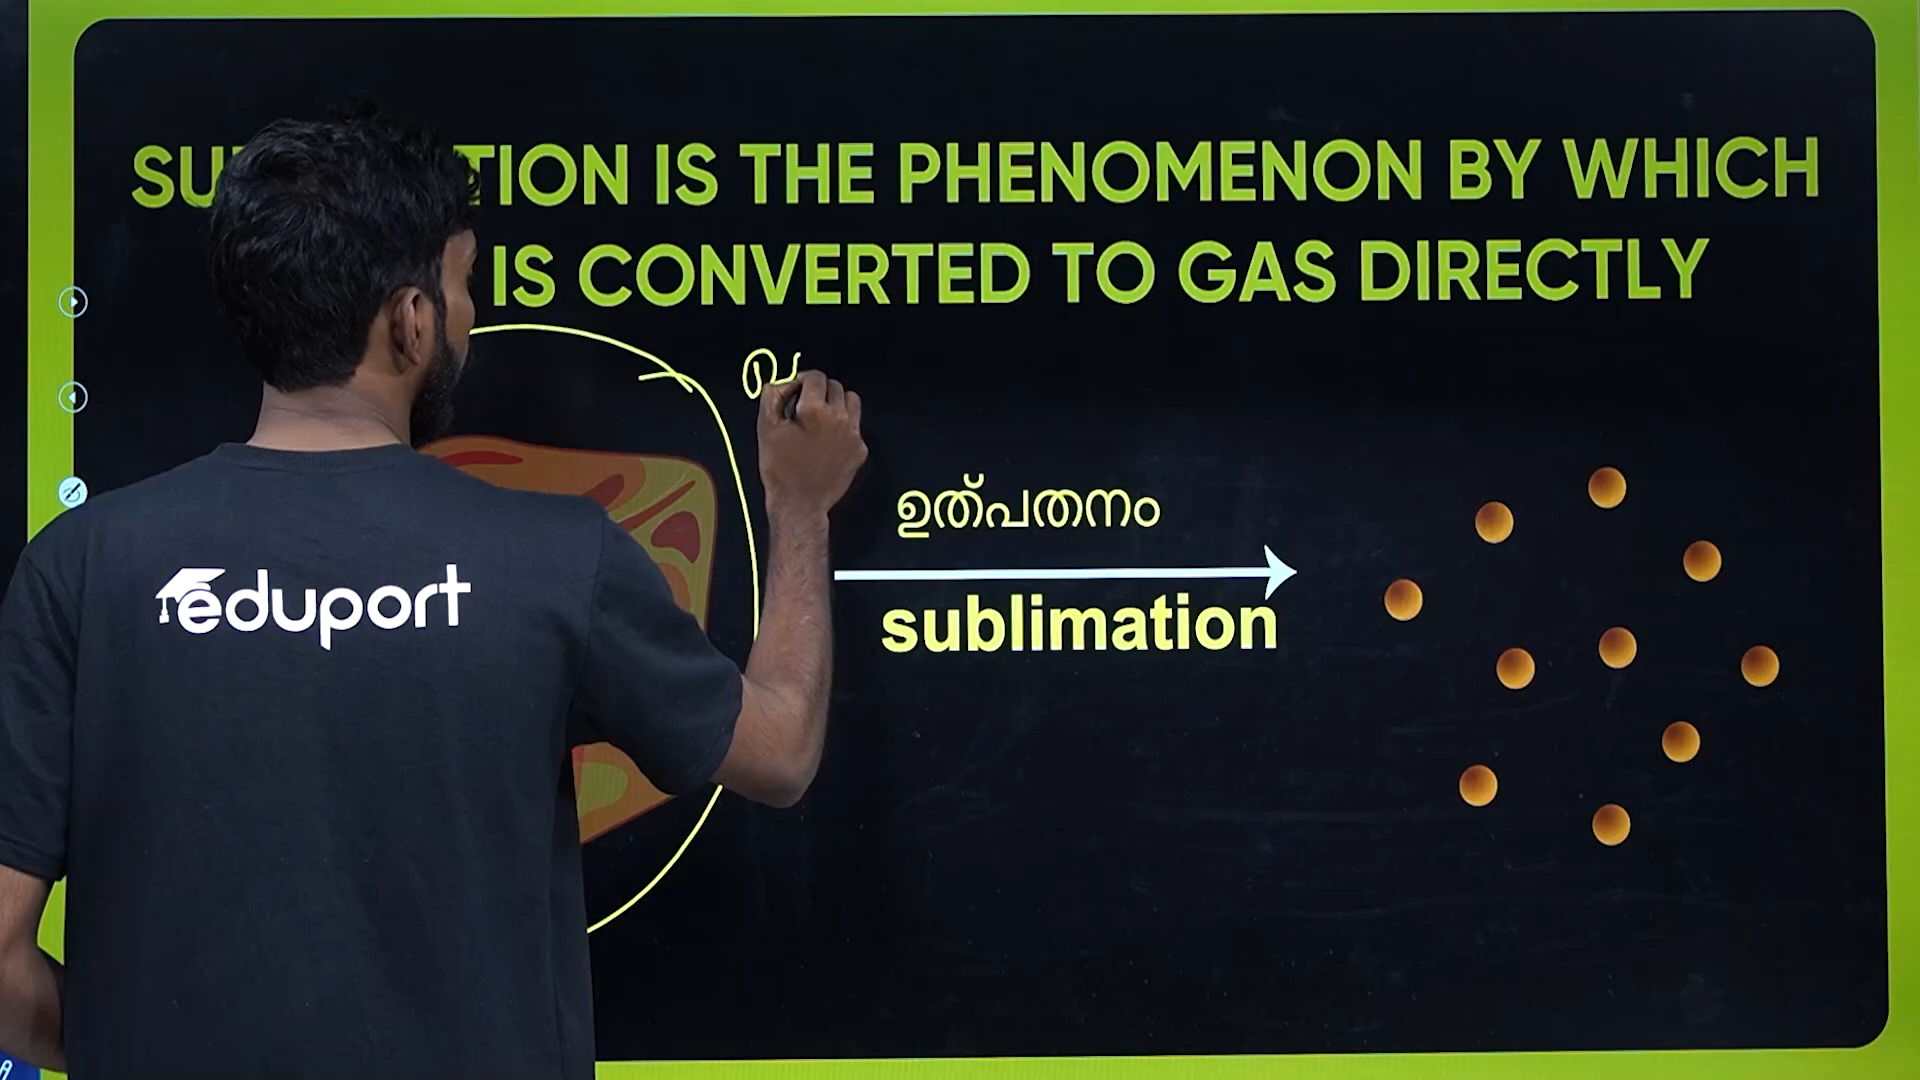 SU TION IS THE PHENOMENON BY WHICH
IS CONVERTED TO GAS DIRECTLY
ഉത്പതനം
sublimation
eduport